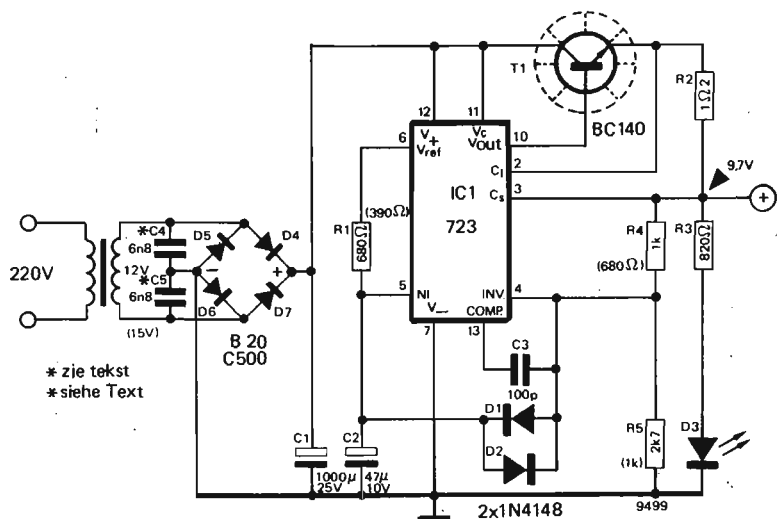 T1
BC140
R2
1Ω2
12
11
V+
Vc
6
Vref
Vout
10
CI
2
IC1
Cs
3
723
9,7V
+
R1
680Ω
(390Ω)
R4
1k
(680Ω)
R3
820Ω
*C4
6n8
D5
D4
220V
12V
−
+
*C5
6n8
D6
D7
(15V)
B 20
C500
5
NI
INV.
4
V−
COMP.
7
13
* zie tekst
* siehe Text
C3
100p
D1
D2
R5
2k7
(1k)
D3
C1
1000µ
25V
C2
47µ
10V
2x1N4148
9499